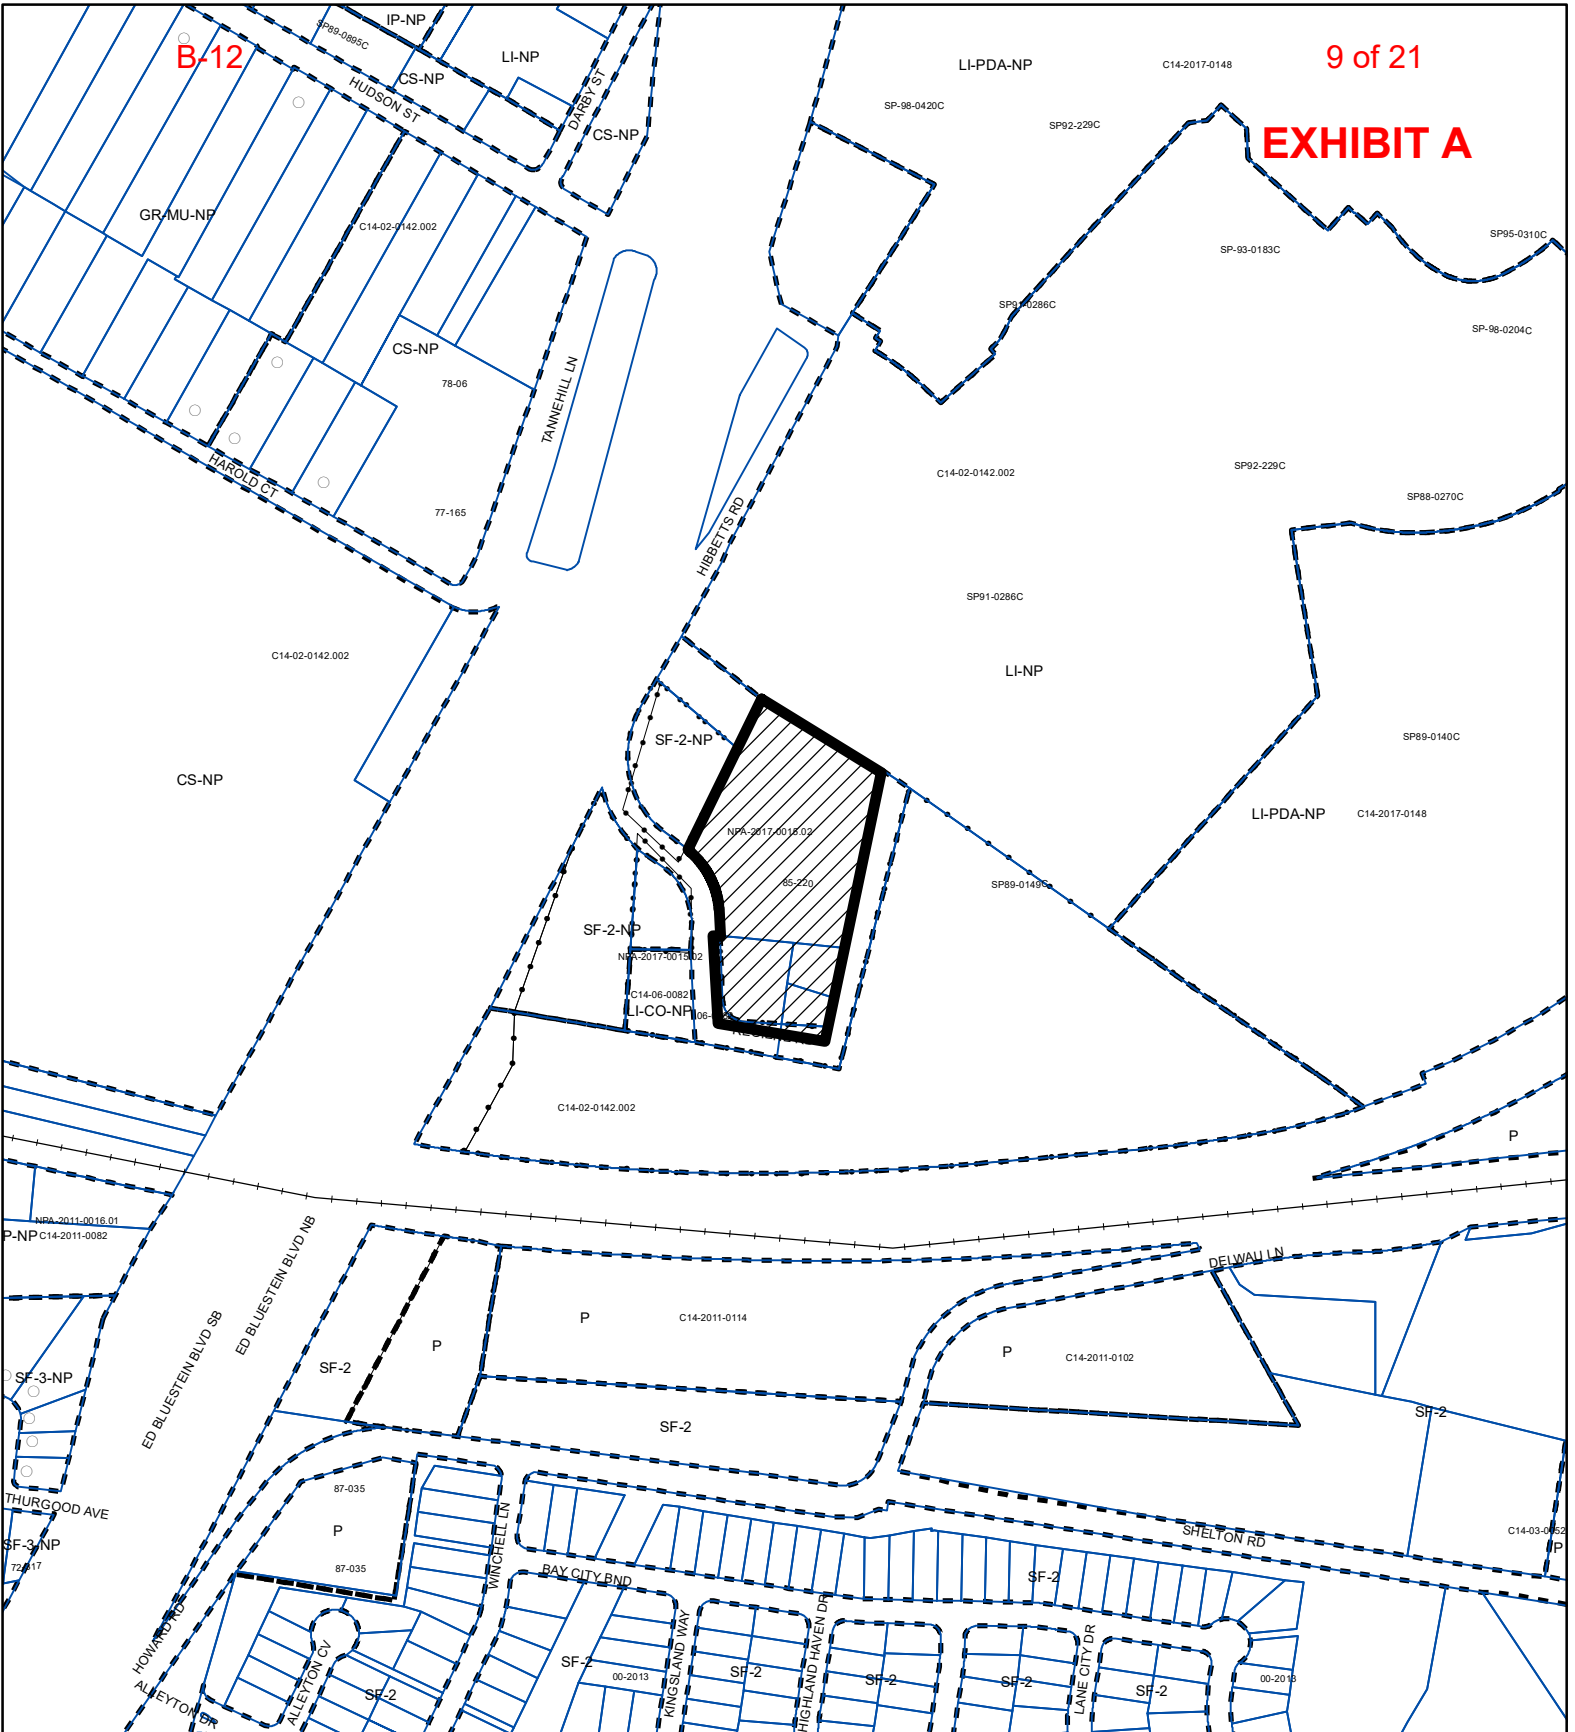 B-12
9 of 21
EXHIBIT A
IP-NP
SP89-0895C
LI-NP
CS-NP
HUDSON ST
DARBY ST
CS-NP
LI-PDA-NP
C14-2017-0148
SP-98-0420C
SP92-229C
GR-MU-NP
C14-02-0142.002
SP-93-0183C
SP95-0310C
SP91-0286C
SP-98-0204C
CS-NP
78-06
TANNEHILL LN
HAROLD CT
77-165
HIBBETTS RD
C14-02-0142.002
SP92-229C
SP88-0270C
SP91-0286C
C14-02-0142.002
LI-NP
SF-2-NP
SP89-0140C
CS-NP
LI-PDA-NP
C14-2017-0148
NPA-2017-0015.02
85-220
SP89-0149C
SF-2-NP
NPA-2017-0015.02
C14-06-0082
LI-CO-NP
C14-02-0142.002
P
NPA-2011-0016.01
P-NP
C14-2011-0082
ED BLUESTEIN BLVD NB
ED BLUESTEIN BLVD SB
DELWAU LN
P
C14-2011-0114
P
SF-2
P
C14-2011-0102
SF-3-NP
SF-2
SF-2
THURGOOD AVE
87-035
P
87-035
SF-3-NP
WINCHELL LN
BAY CITY BND
SHELTON RD
P
SF-2
HOWARD RD
ALLEYTON DR
ALLEYTON CV
SF-2
SF-2
00-2013
KINGSLAND WAY
SF-2
HIGHLAND HAVEN DR
SF-2
SF-2
LANE CITY DR
SF-2
00-2013